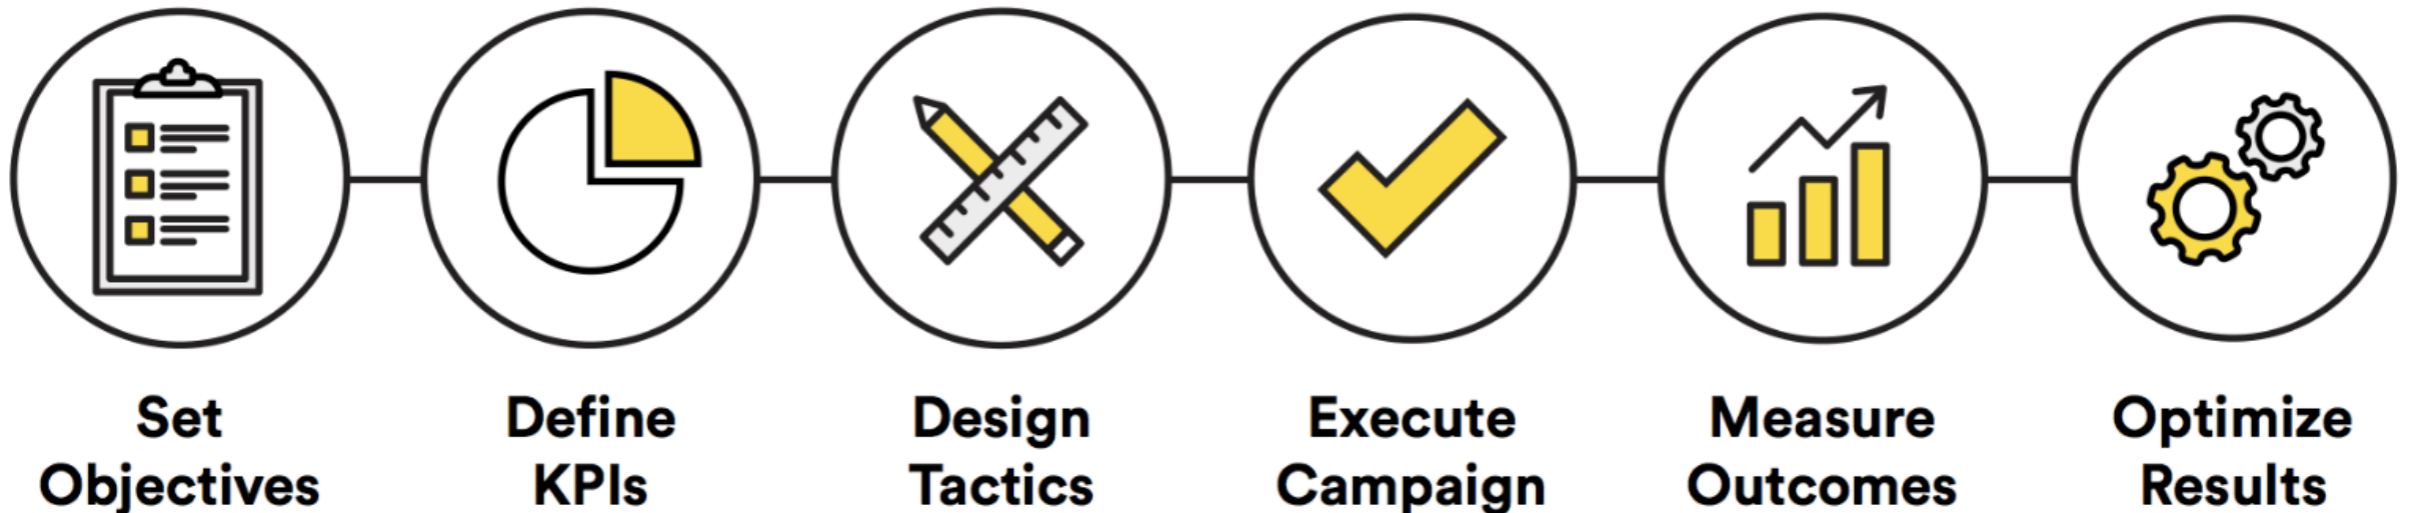 Set
Objectives
Define
KPIs
Design
Tactics
Execute
Campaign
Measure
Outcomes
Optimize
Results